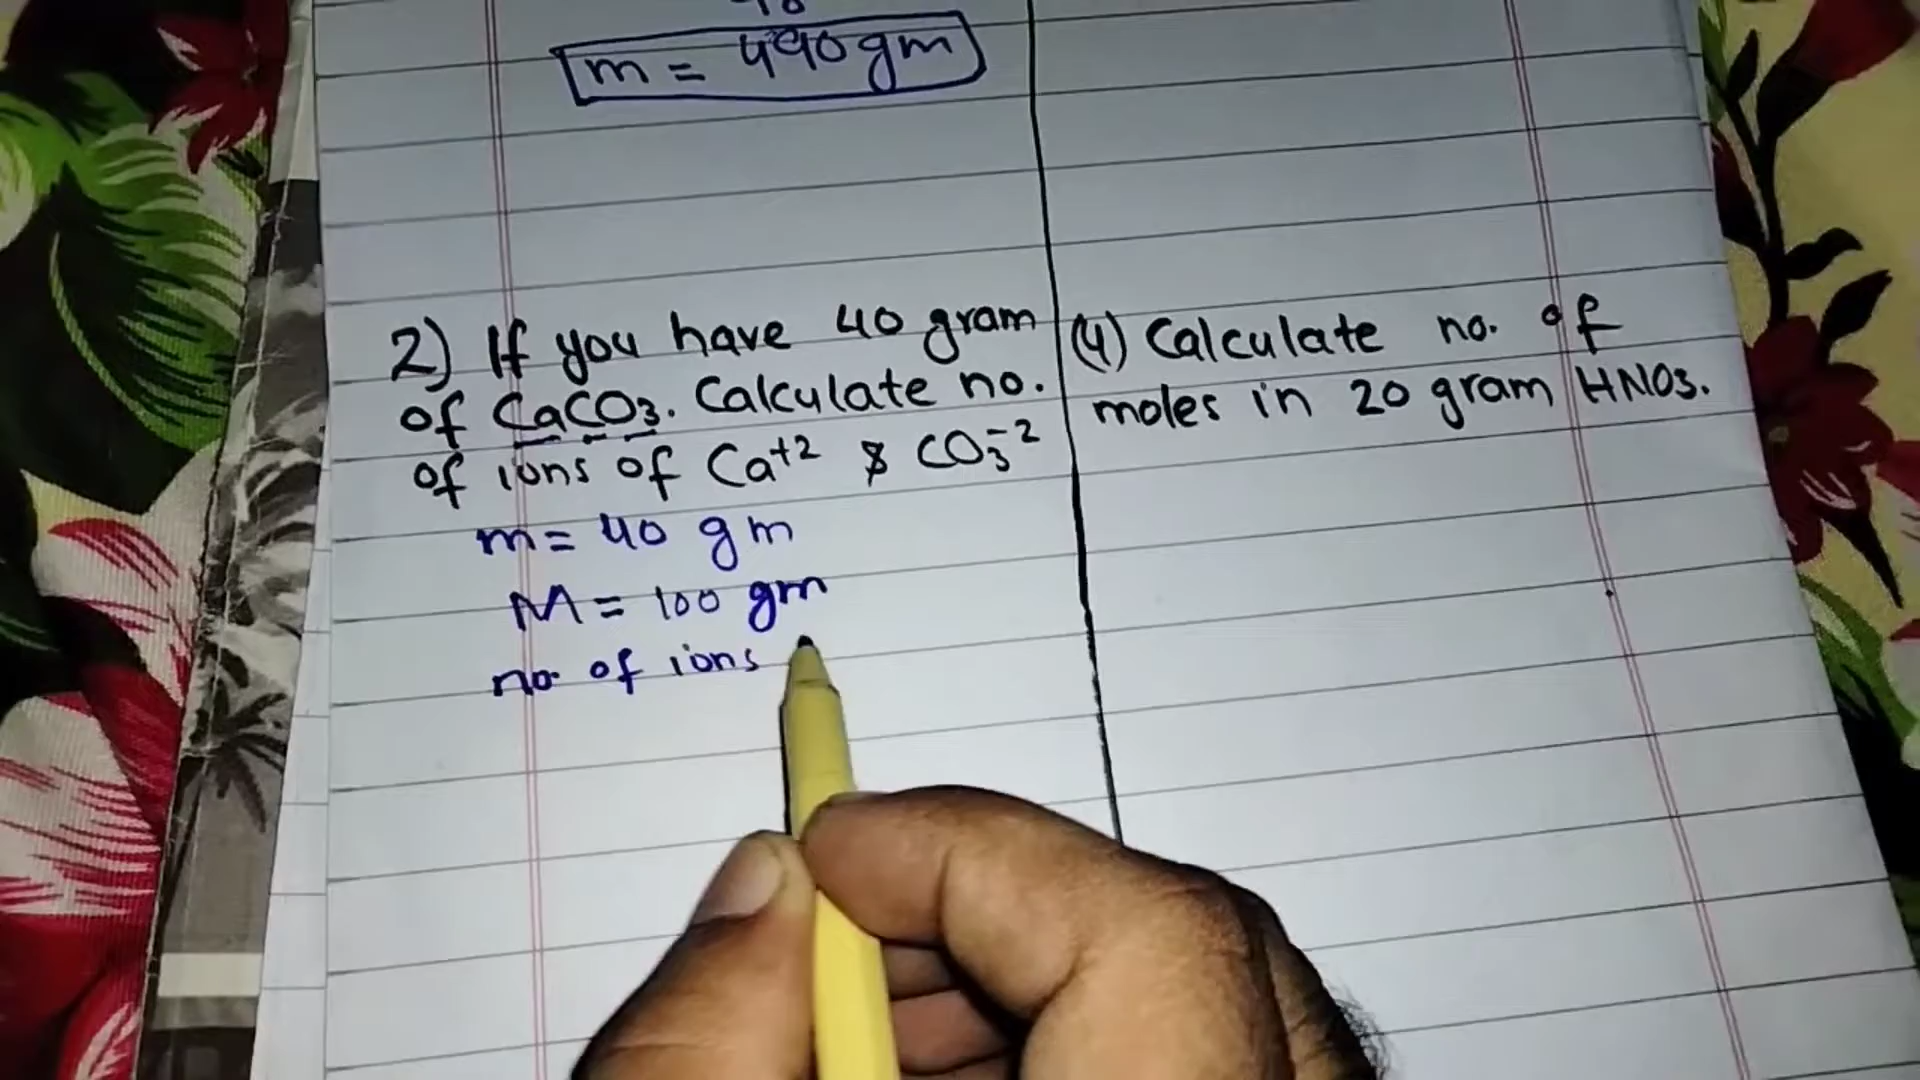 m = 490 gm
2) If you have 40 gram
of CaCO3. Calculate no.
of ions of Ca+2 & CO3-2
m = 40 gm
M = 100 gm
no. of ions
(4) Calculate no. of
moles in 20 gram HNO3.